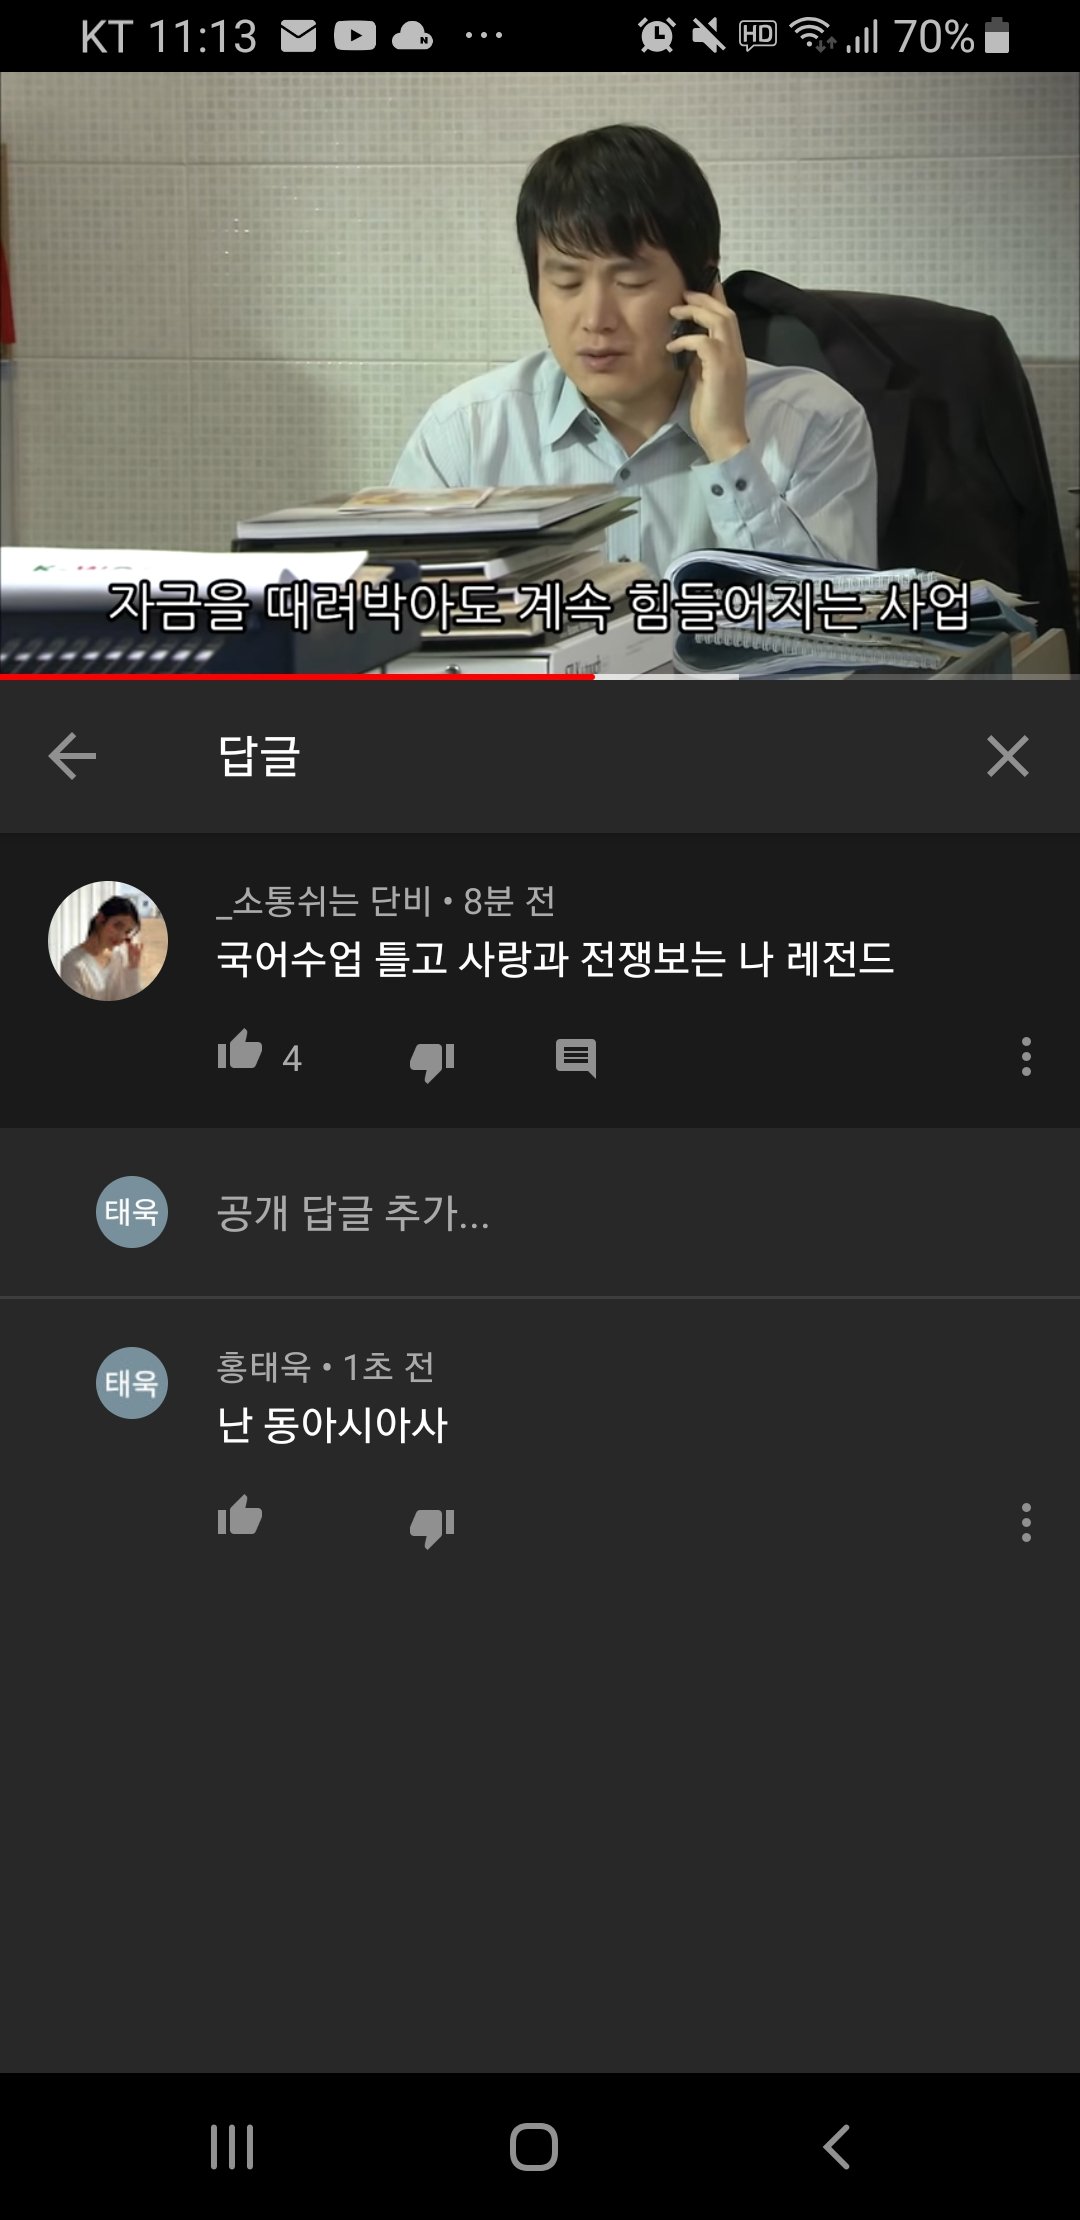 KT 11:13
HD
70%
자금을 때려박아도 계속 힘들어지는 사업
답글
_소통쉬는 단비 • 8분 전
국어수업 틀고 사랑과 전쟁보는 나 레전드
4
태욱
공개 답글 추가...
태욱
홍태욱 • 1초 전
난 동아시아사